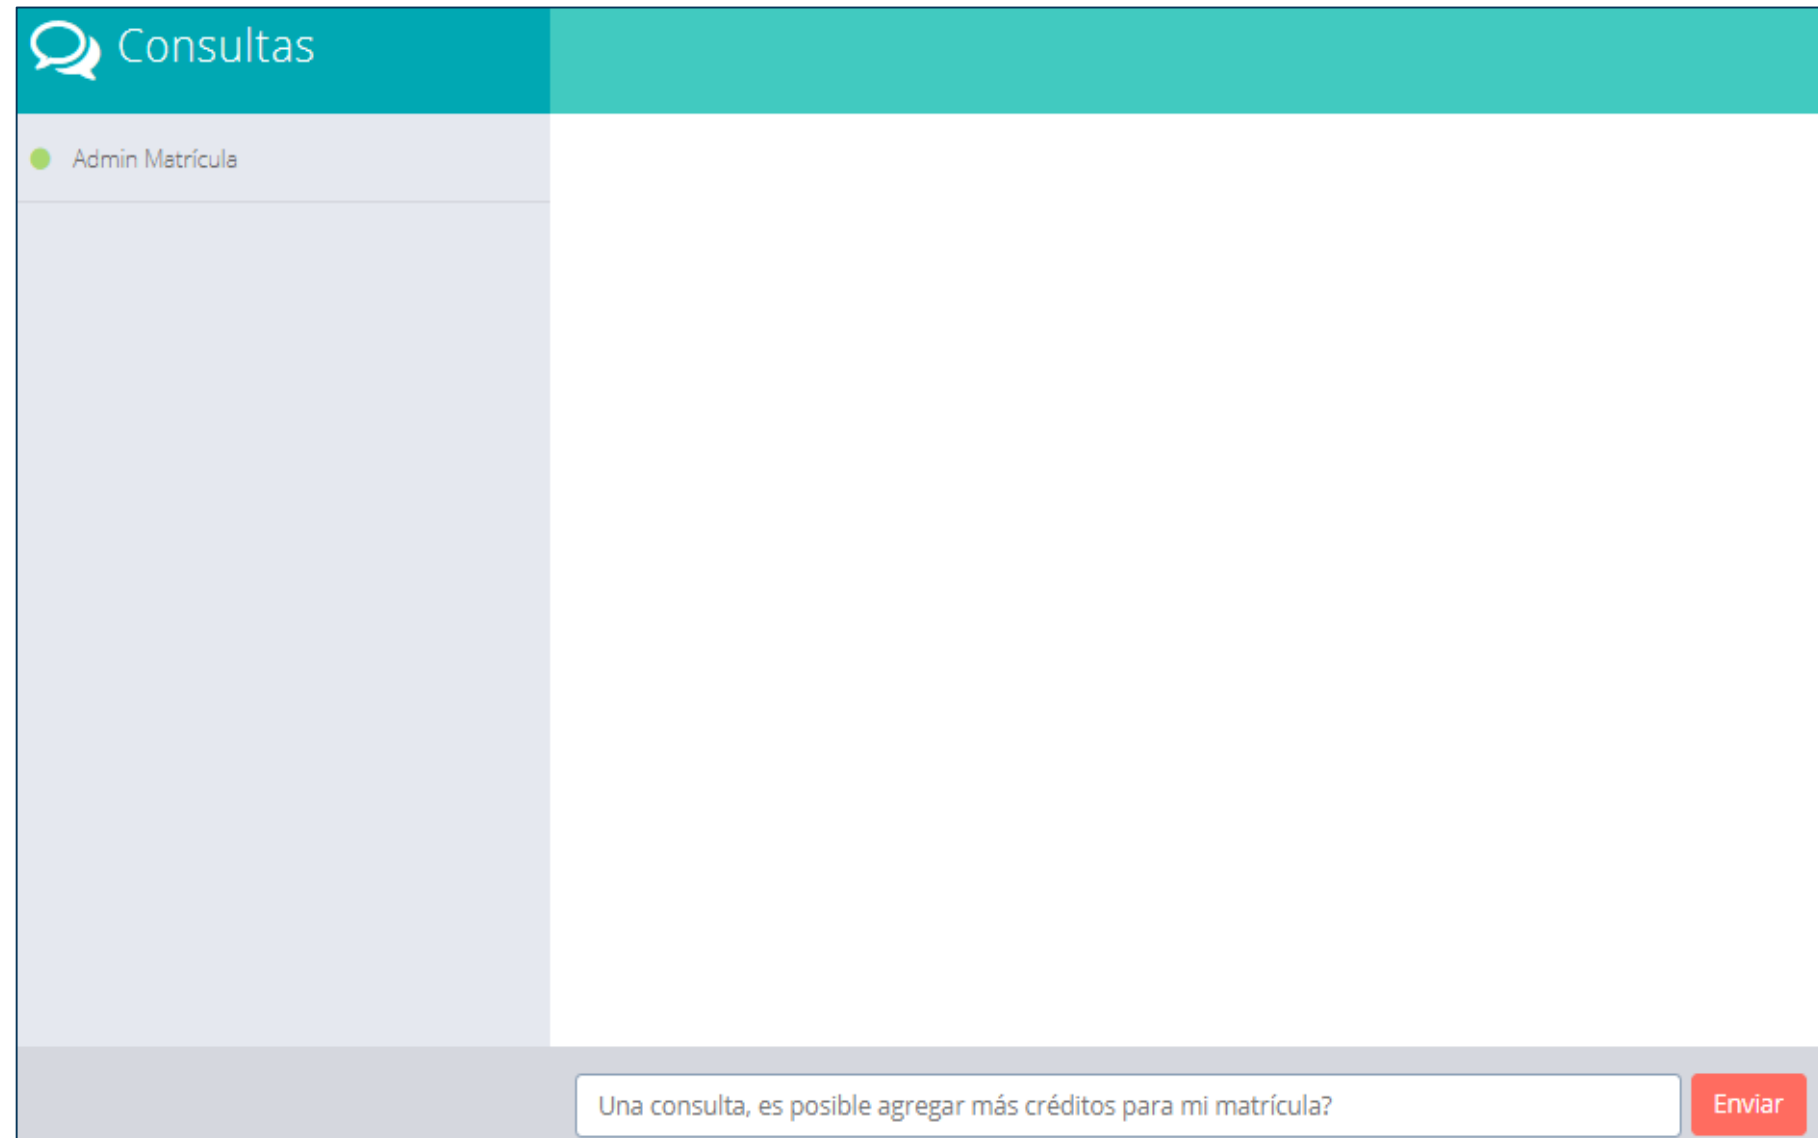 Consultas
Admin Matrícula
Una consulta, es posible agregar más créditos para mi matrícula?
Enviar